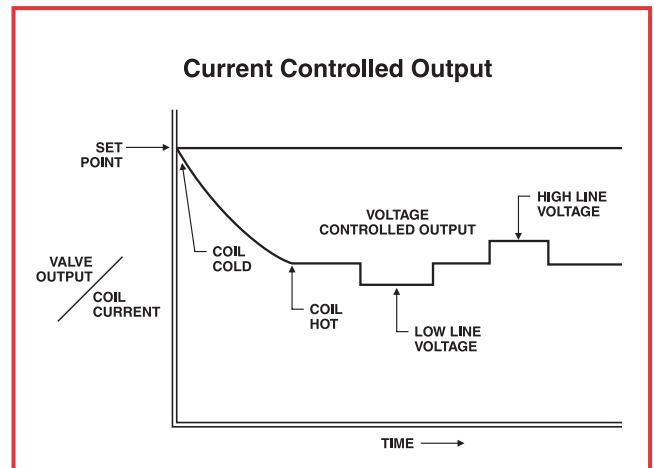 Current Controlled Output
SET
POINT
HIGH LINE
VOLTAGE
VOLTAGE
CONTROLLED OUTPUT
COIL
COLD
VALVE
OUTPUT
COIL
CURRENT
COIL
HOT
LOW LINE
VOLTAGE
TIME